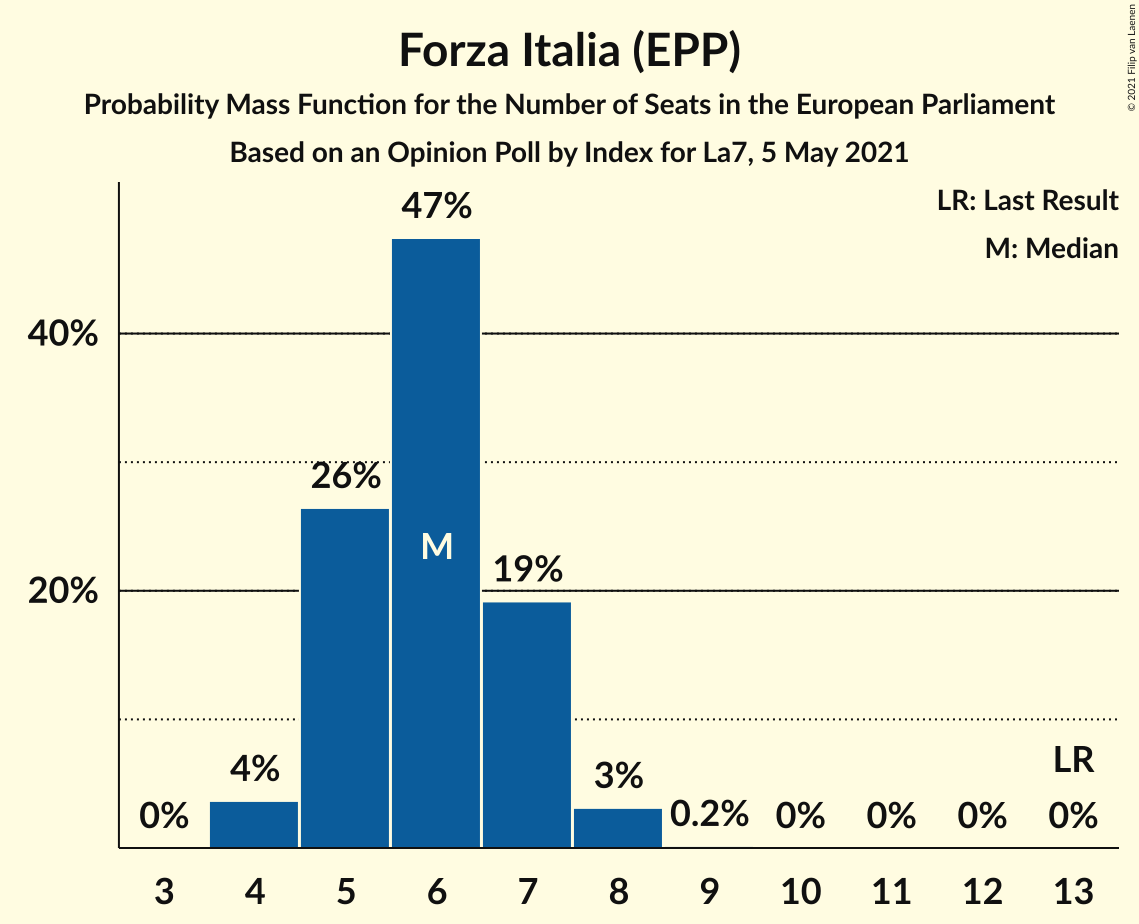 Forza Italia (EPP)
Probability Mass Function for the Number of Seats in the European Parliament
Based on an Opinion Poll by Index for La7, 5 May 2021
© 2021 Filip van Laenen
LR: Last Result
M: Median
47%
40%
26%
M
19%
20%
4%
3%
LR
0%
0.2%
0%
0%
0%
0%
3 4 5 6 7 8 9 10 11 12 13